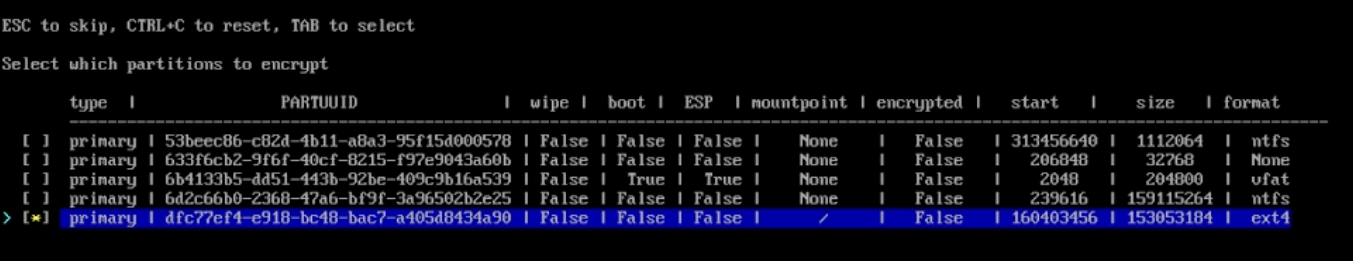 ESC to skip, CTRL+C to reset, TAB to select
Select which partitions to encrypt
type | PARTUUID | wipe | boot | ESP | mountpoint | encrypted | start | size | format
[ ] primary | 53beec86-c82d-4b11-a8a3-95f15d000578 | False | False | False | None | False | 313456640 | 1112064 | ntfs
[ ] primary | 633f6cb2-9f6f-40cf-8215-f97e9043a60b | False | False | False | None | False | 206848 | 32768 | None
[ ] primary | 6b4133b5-dd51-443b-92be-409c9b16a539 | False | True | True | None | False | 2048 | 204800 | vfat
[ ] primary | 6d2c66b0-2368-47a6-bf9f-3a96502b2e25 | False | False | False | None | False | 239616 | 159115264 | ntfs
> [*] primary | dfc77ef4-e918-bc48-bac7-a405d8434a90 | False | False | False | / | False | 160403456 | 153053184 | ext4